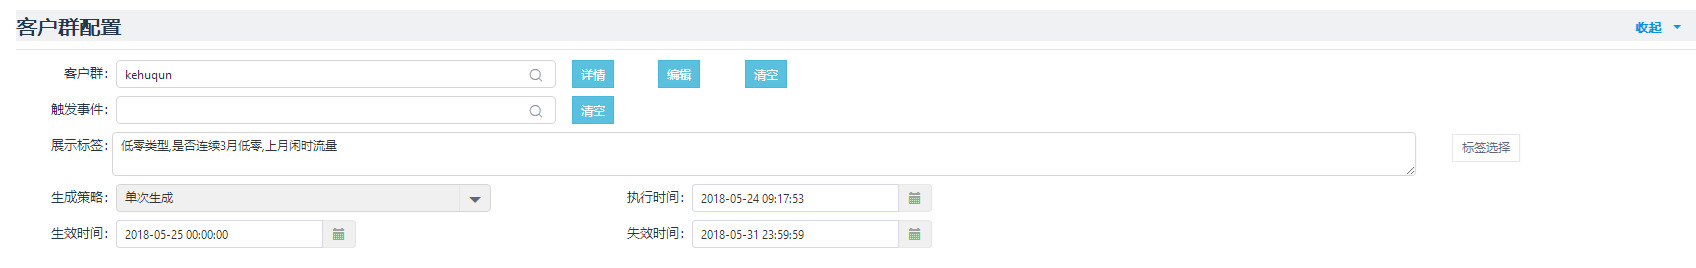 客户群配置 收起
客户群: kehuqun 详情 编辑 清空
触发事件: 清空
展示标签: 低零类型,是否连续3月低零,上月闲时流量 标签选择
生成策略: 单次生成 执行时间: 2018-05-24 09:17:53
生效时间: 2018-05-25 00:00:00 失效时间: 2018-05-31 23:59:59